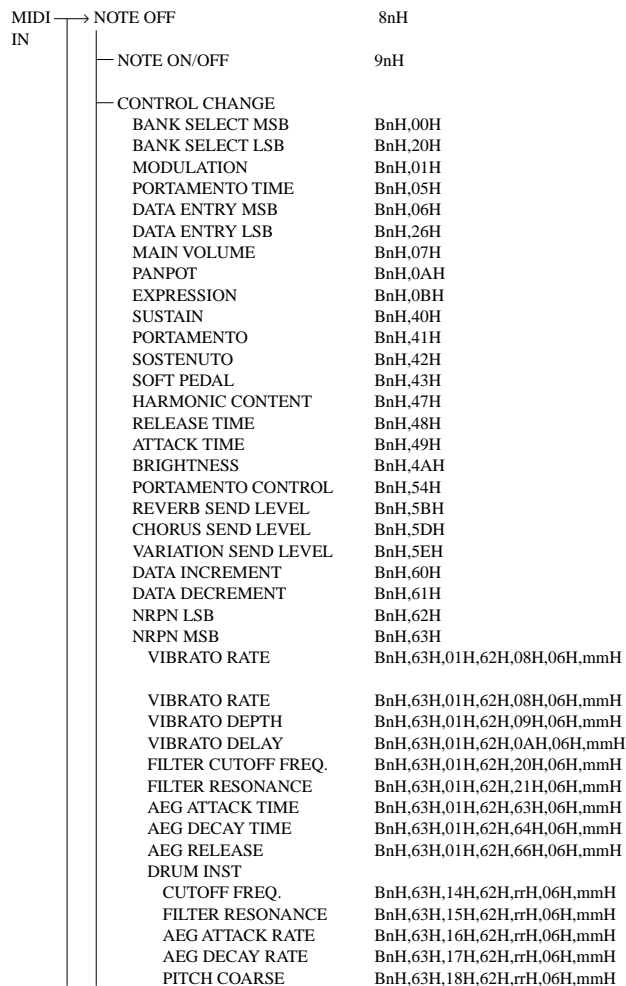 MIDI NOTE OFF 8nH
IN
NOTE ON/OFF 9nH
CONTROL CHANGE
BANK SELECT MSB BnH,00H
BANK SELECT LSB BnH,20H
MODULATION BnH,01H
PORTAMENTO TIME BnH,05H
DATA ENTRY MSB BnH,06H
DATA ENTRY LSB BnH,26H
MAIN VOLUME BnH,07H
PANPOT BnH,0AH
EXPRESSION BnH,0BH
SUSTAIN BnH,40H
PORTAMENTO BnH,41H
SOSTENUTO BnH,42H
SOFT PEDAL BnH,43H
HARMONIC CONTENT BnH,47H
RELEASE TIME BnH,48H
ATTACK TIME BnH,49H
BRIGHTNESS BnH,4AH
PORTAMENTO CONTROL BnH,54H
REVERB SEND LEVEL BnH,5BH
CHORUS SEND LEVEL BnH,5DH
VARIATION SEND LEVEL BnH,5EH
DATA INCREMENT BnH,60H
DATA DECREMENT BnH,61H
NRPN LSB BnH,62H
NRPN MSB BnH,63H
VIBRATO RATE BnH,63H,01H,62H,08H,06H,mmH
VIBRATO RATE BnH,63H,01H,62H,08H,06H,mmH
VIBRATO DEPTH BnH,63H,01H,62H,09H,06H,mmH
VIBRATO DELAY BnH,63H,01H,62H,0AH,06H,mmH
FILTER CUTOFF FREQ. BnH,63H,01H,62H,20H,06H,mmH
FILTER RESONANCE BnH,63H,01H,62H,21H,06H,mmH
AEG ATTACK TIME BnH,63H,01H,62H,63H,06H,mmH
AEG DECAY TIME BnH,63H,01H,62H,64H,06H,mmH
AEG RELEASE BnH,63H,01H,62H,66H,06H,mmH
DRUM INST
CUTOFF FREQ. BnH,63H,14H,62H,rrH,06H,mmH
FILTER RESONANCE BnH,63H,15H,62H,rrH,06H,mmH
AEG ATTACK RATE BnH,63H,16H,62H,rrH,06H,mmH
AEG DECAY RATE BnH,63H,17H,62H,rrH,06H,mmH
PITCH COARSE BnH,63H,18H,62H,rrH,06H,mmH